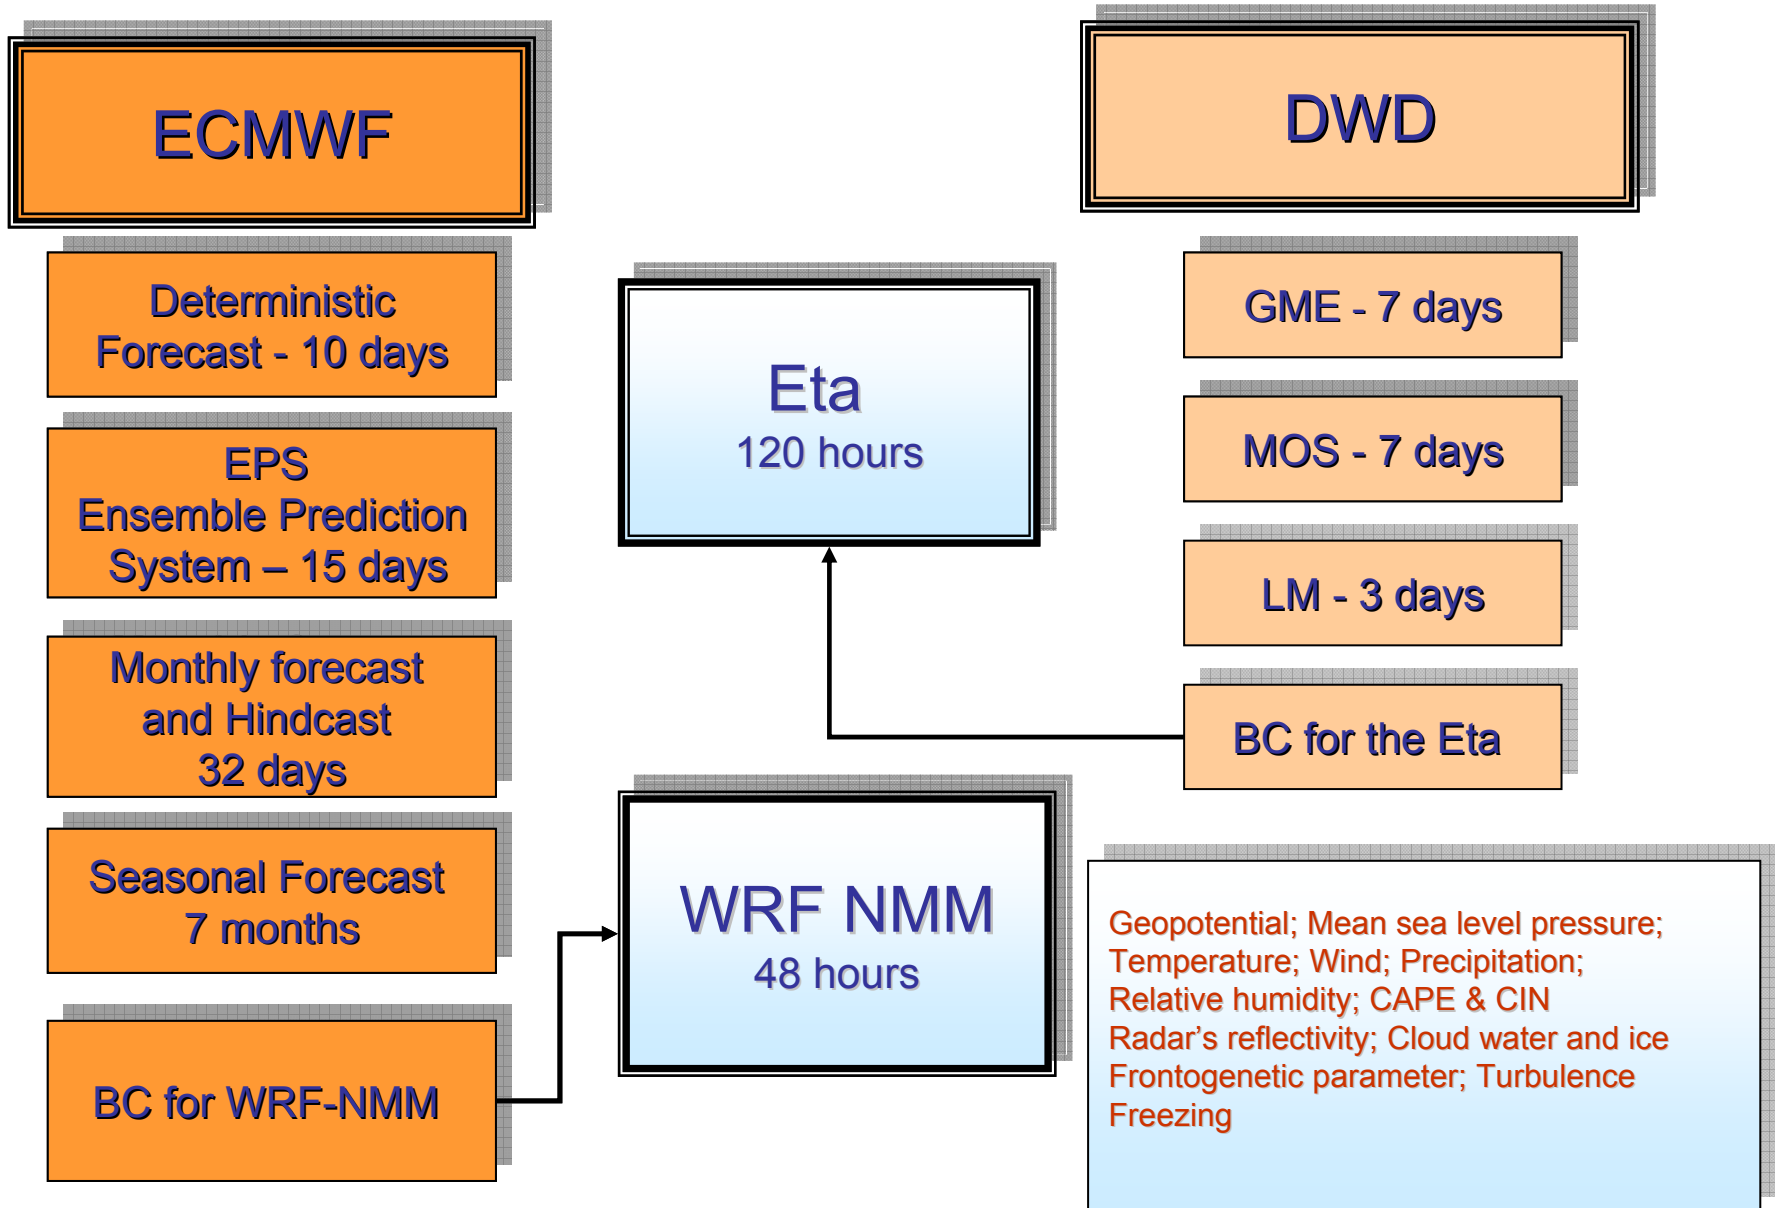 ECMWF
Deterministic
Forecast - 10 days
EPS
Ensemble Prediction
System – 15 days
Monthly forecast
and Hindcast
32 days
Seasonal Forecast
7 months
BC for WRF-NMM
Eta
120 hours
WRF NMM
48 hours
DWD
GME - 7 days
MOS - 7 days
LM - 3 days
BC for the Eta
Geopotential; Mean sea level pressure;
Temperature; Wind; Precipitation;
Relative humidity; CAPE & CIN
Radar’s reflectivity; Cloud water and ice
Frontogenetic parameter; Turbulence
Freezing